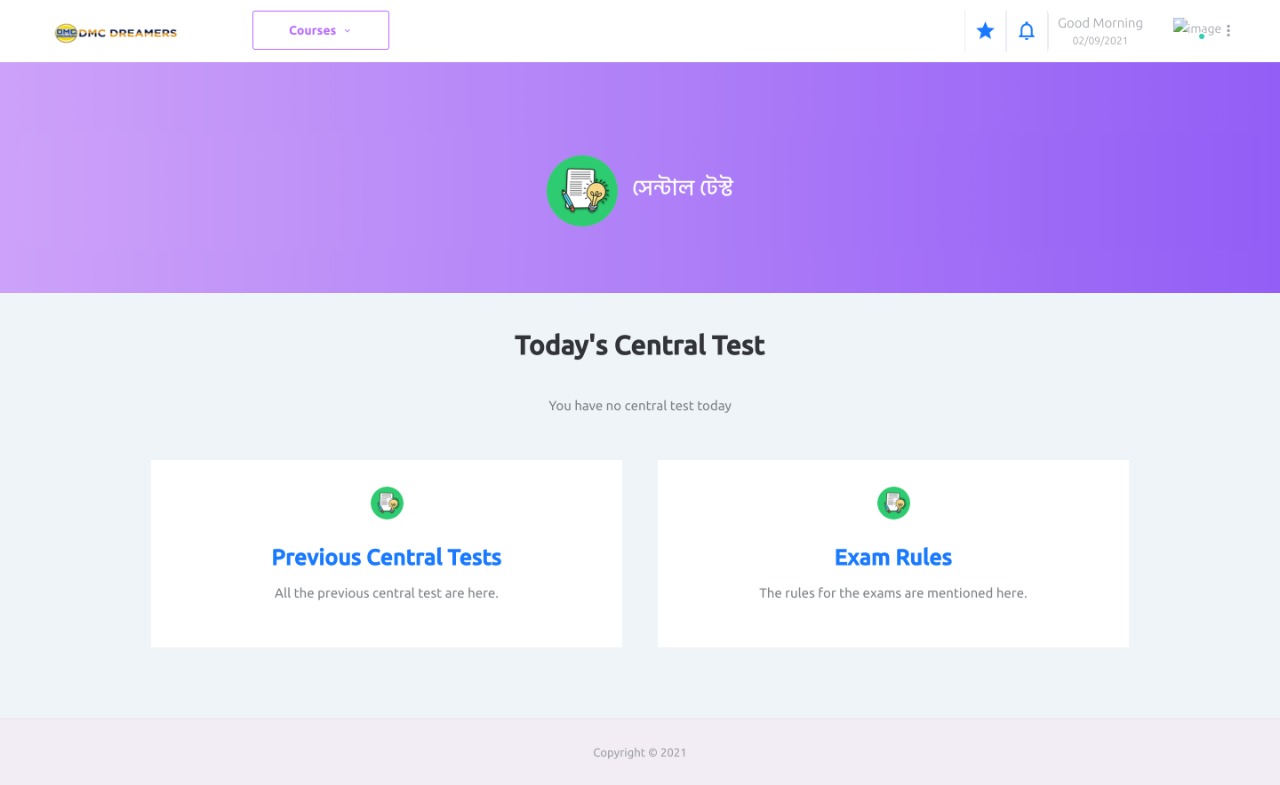 DMC DREAMERS
Courses
Good Morning
02/09/2021
image
সেন্টাল টেস্ট
Today's Central Test
You have no central test today
Previous Central Tests
All the previous central test are here.
Exam Rules
The rules for the exams are mentioned here.
Copyright © 2021